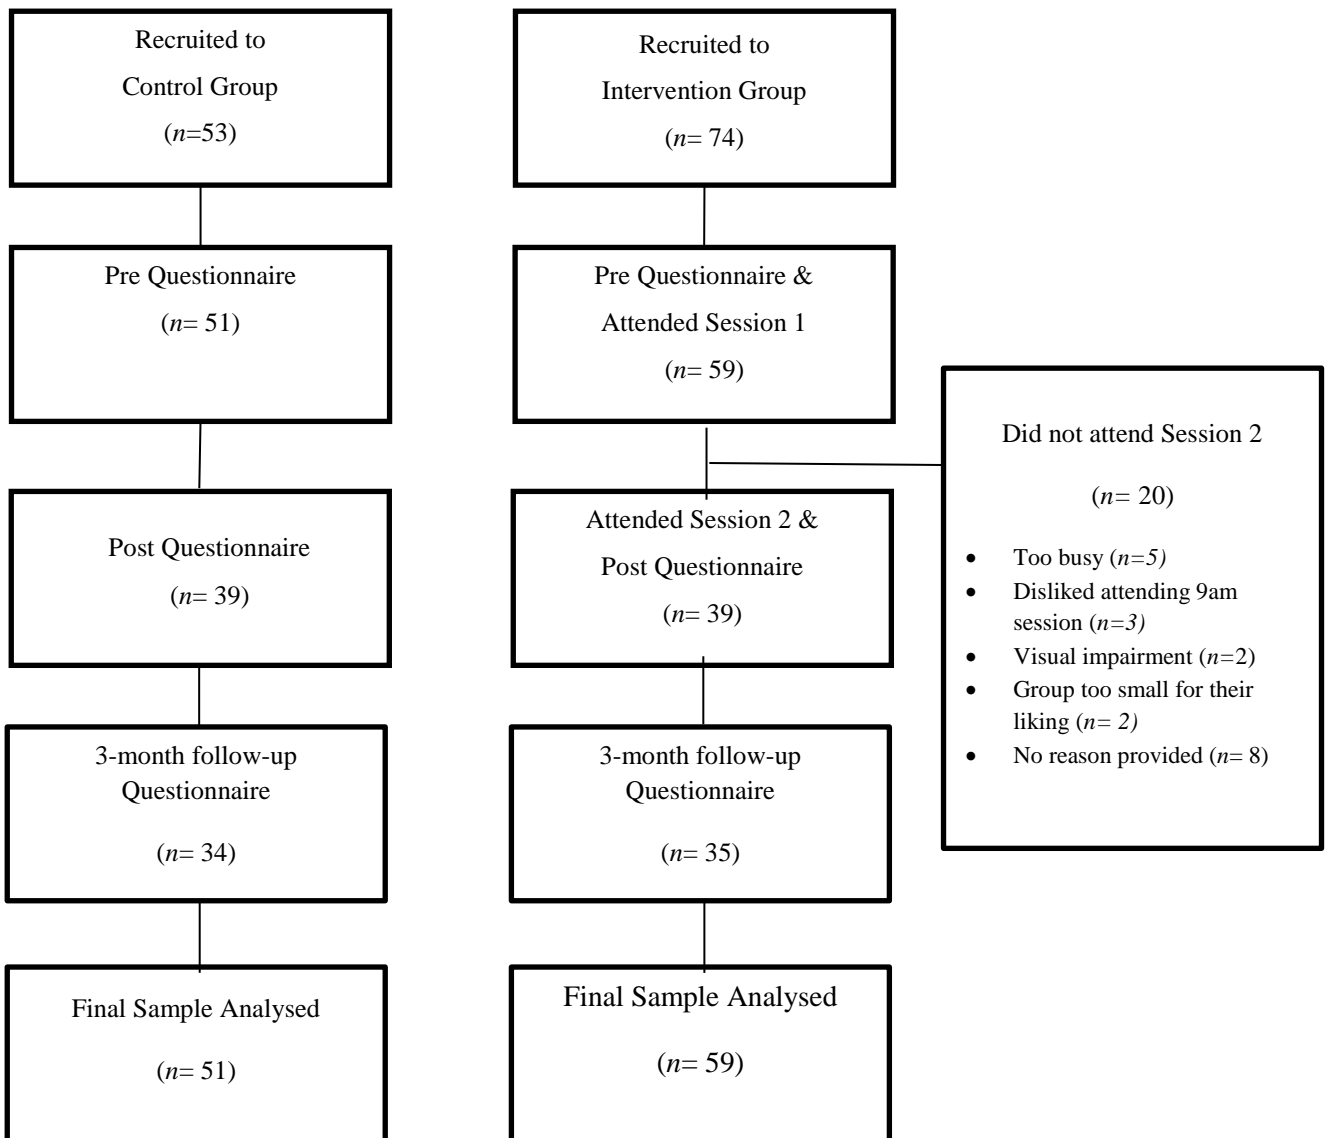 Recruited to
Control Group
(n=53)
Recruited to
Intervention Group
(n= 74)
Pre Questionnaire
(n= 51)
Pre Questionnaire &
Attended Session 1
(n= 59)
Did not attend Session 2
(n= 20)
• Too busy (n=5)
• Disliked attending 9am
session (n=3)
• Visual impairment (n=2)
• Group too small for their
liking (n= 2)
• No reason provided (n= 8)
Post Questionnaire
(n= 39)
Attended Session 2 &
Post Questionnaire
(n= 39)
3-month follow-up
Questionnaire
(n= 34)
3-month follow-up
Questionnaire
(n= 35)
Final Sample Analysed
(n= 51)
Final Sample Analysed
(n= 59)